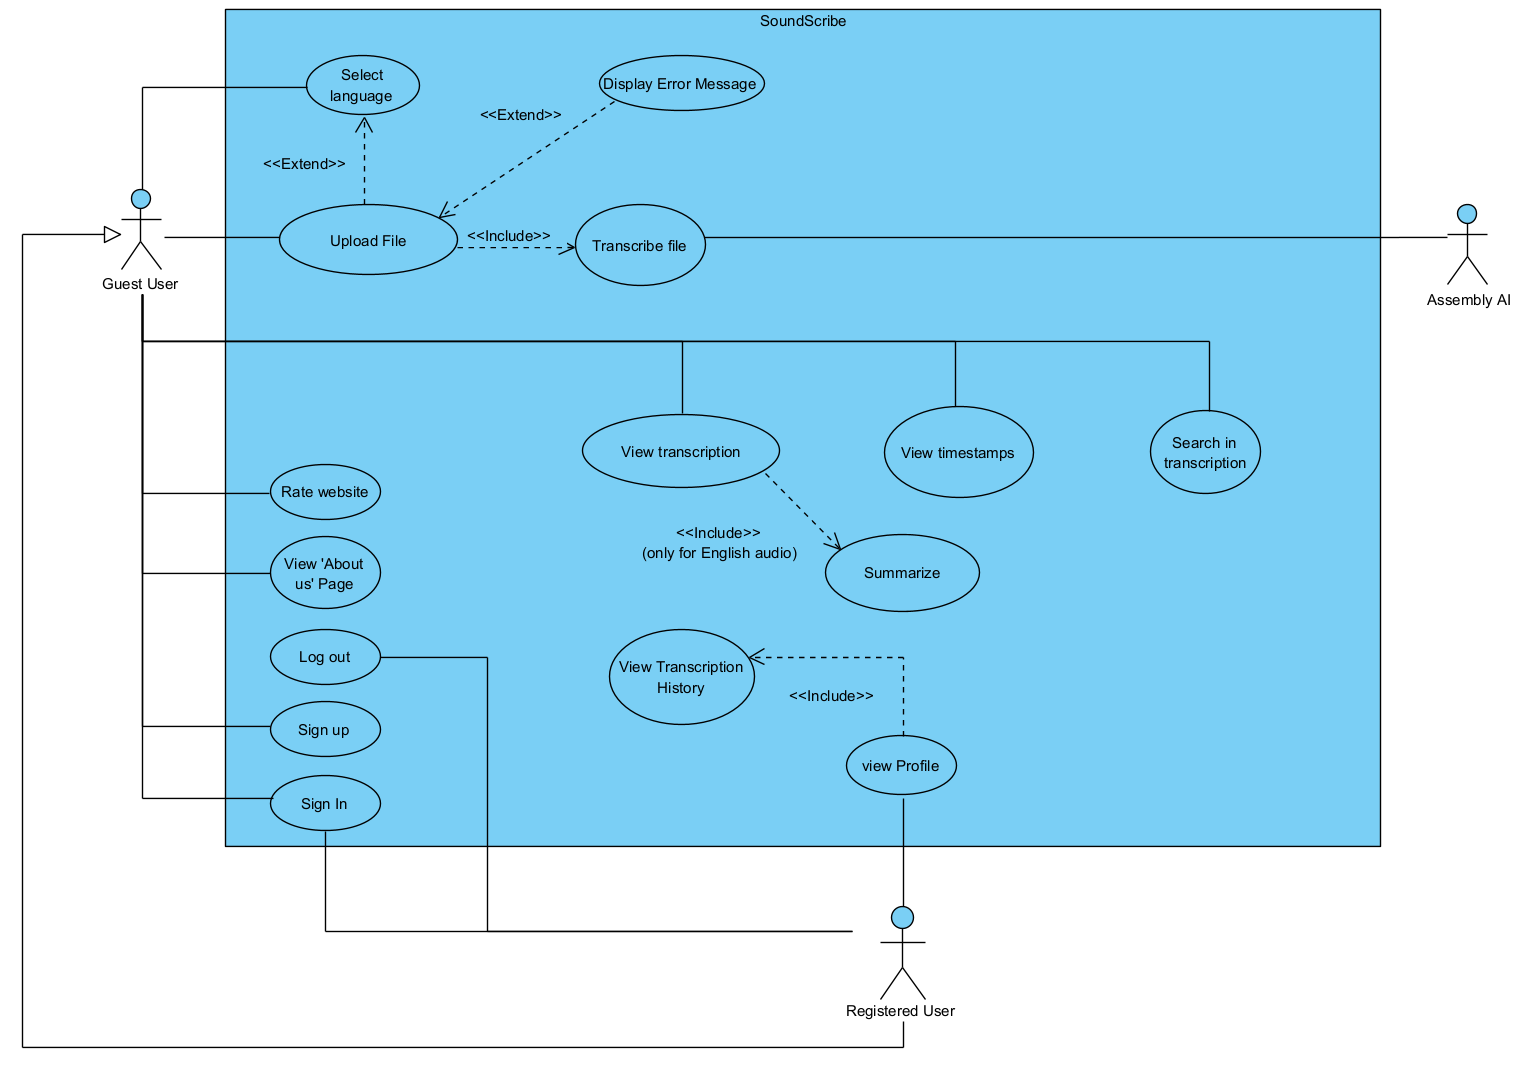 SoundScribe
Select
language
Display Error Message
<<Extend>>
<<Extend>>
Upload File
<<Include>>
Transcribe file
Guest User
Assembly AI
View transcription
View timestamps
Search in
transcription
Rate website
<<Include>>
(only for English audio)
View 'About
us' Page
Summarize
Log out
View Transcription
History
<<Include>>
Sign up
view Profile
Sign In
Registered User